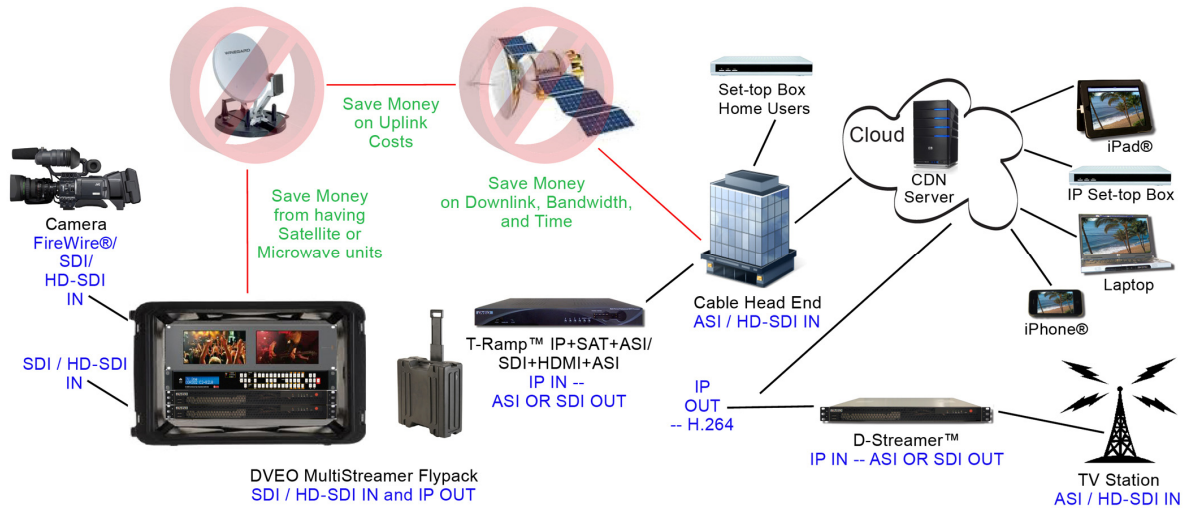 WINEGARD
Save Money
on Uplink
Costs
Set-top Box
Home Users
Cloud
CDN
Server
iPad®
IP Set-top Box
Laptop
iPhone®
Save Money
from having
Satellite or
Microwave units
Save Money
on Downlink, Bandwidth,
and Time
Camera
FireWire®/
SDI/
HD-SDI
IN
SDI / HD-SDI
IN
Cable Head End
ASI / HD-SDI IN
T-Ramp™ IP+SAT+ASI/
SDI+HDMI+ASI
IP IN --
ASI OR SDI OUT
IP
OUT
-- H.264
D-Streamer™
IP IN -- ASI OR SDI OUT
DVEO MultiStreamer Flypack
SDI / HD-SDI IN and IP OUT
TV Station
ASI / HD-SDI IN